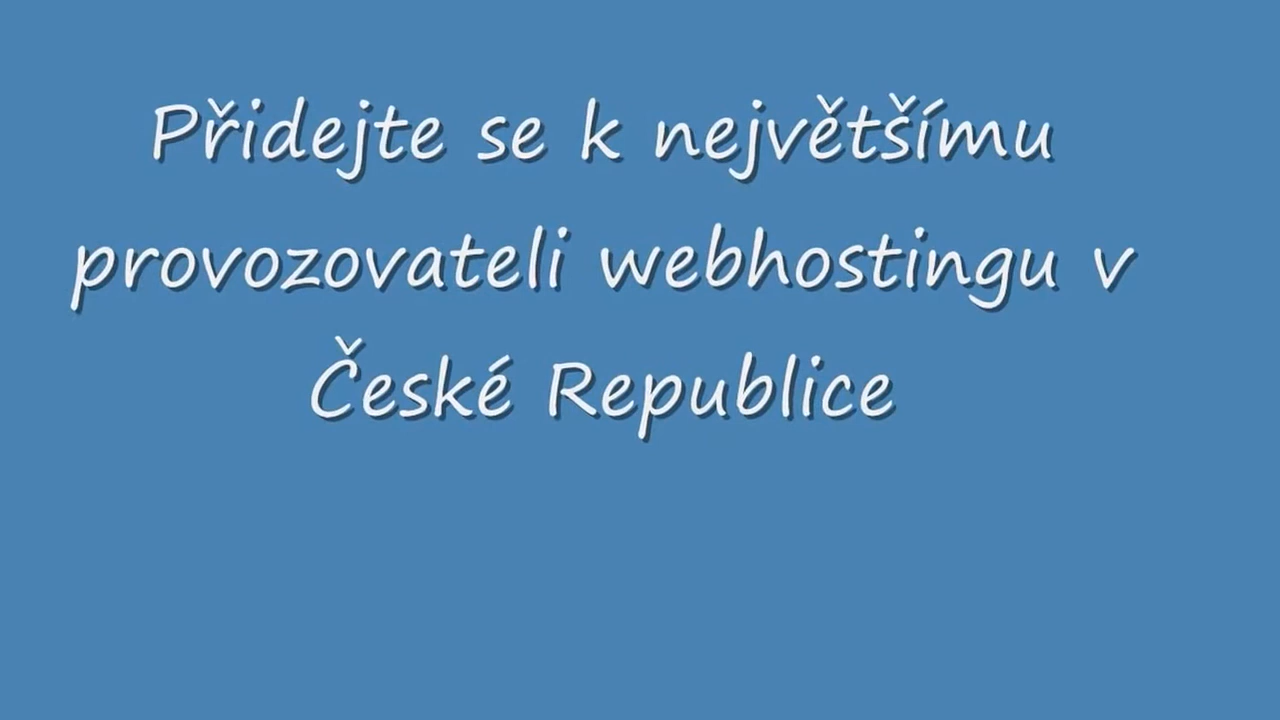 Přidejte se k největšímu
provozovateli webhostingu v
České Republice